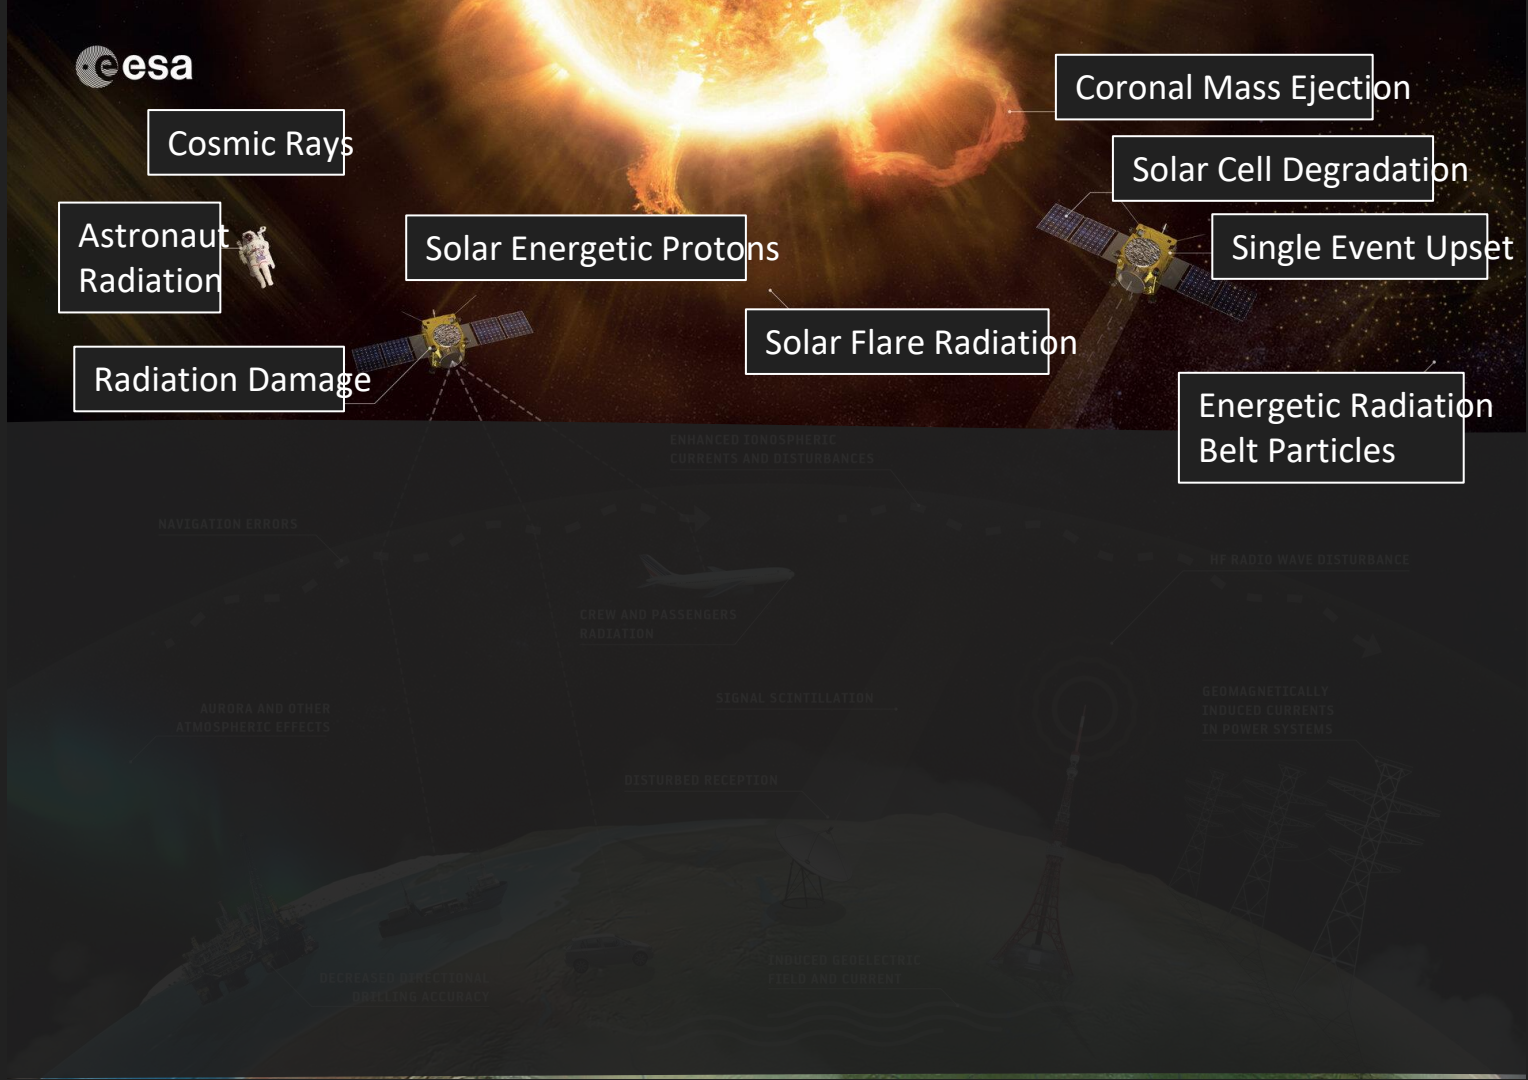 esa
Coronal Mass Ejection
Cosmic Rays
Solar Cell Degradation
Astronaut
Radiation
Solar Energetic Protons
Single Event Upset
Solar Flare Radiation
Radiation Damage
Energetic Radiation
Belt Particles
ENHANCED IONOSPHERIC
CURRENTS AND DISTURBANCES
NAVIGATION ERRORS
HF RADIO WAVE DISTURBANCE
CREW AND PASSENGERS
RADIATION
SIGNAL SCINTILLATION
GEOMAGNETICALLY
INDUCED CURRENTS
IN POWER SYSTEMS
AURORA AND OTHER
ATMOSPHERIC EFFECTS
DISTURBED RECEPTION
INDUCED GEOELECTRIC
FIELD AND CURRENT
DECREASED DIRECTIONAL
DRILLING ACCURACY